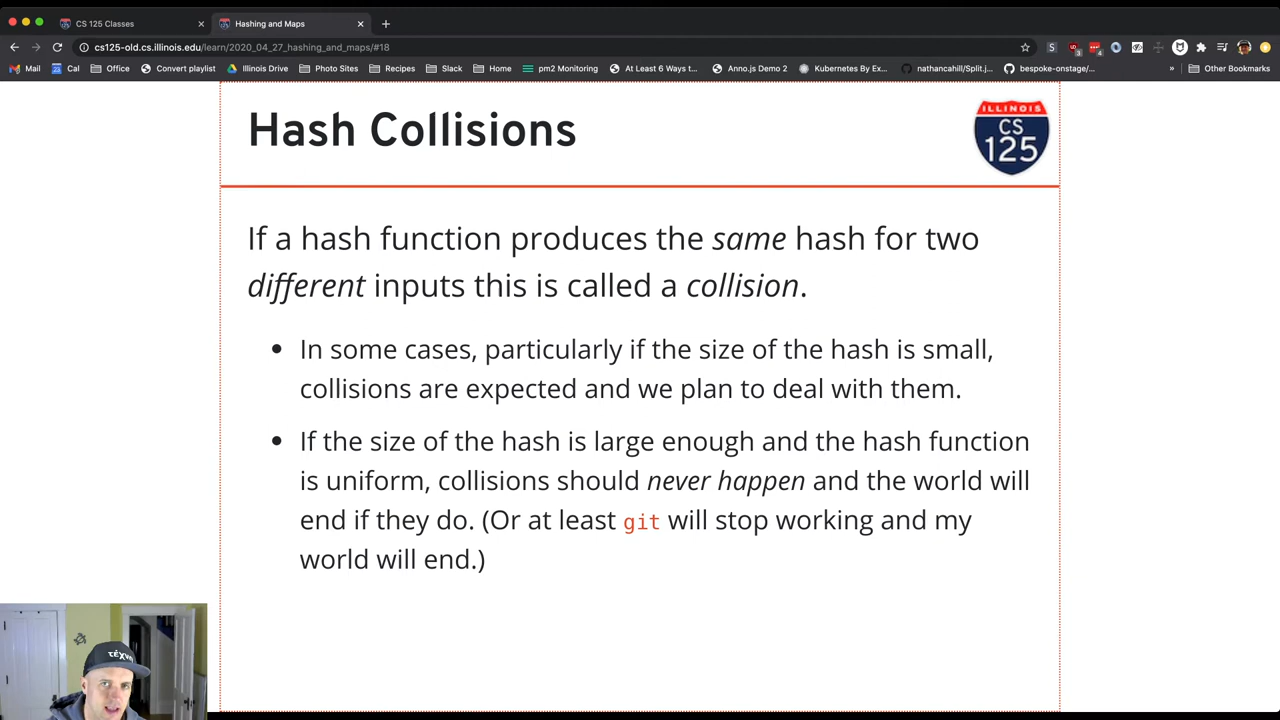 CS 125 Classes
Hashing and Maps
cs125-old.cs.illinois.edu/learn/2020_04_27_hashing_and_maps/#18
Mail
Cal
Office
Convert playlist
Illinois Drive
Photo Sites
Recipes
Slack
Home
pm2 Monitoring
At Least 6 Ways t...
Anno.js Demo 2
Kubernetes By Ex...
nathancahill/Split.j...
bespoke-onstage/...
»
Other Bookmarks
Hash Collisions
ILLINOIS
CS
125
If a hash function produces the same hash for two
different inputs this is called a collision.
• In some cases, particularly if the size of the hash is small,
collisions are expected and we plan to deal with them.
• If the size of the hash is large enough and the hash function
is uniform, collisions should never happen and the world will
end if they do. (Or at least git will stop working and my
world will end.)